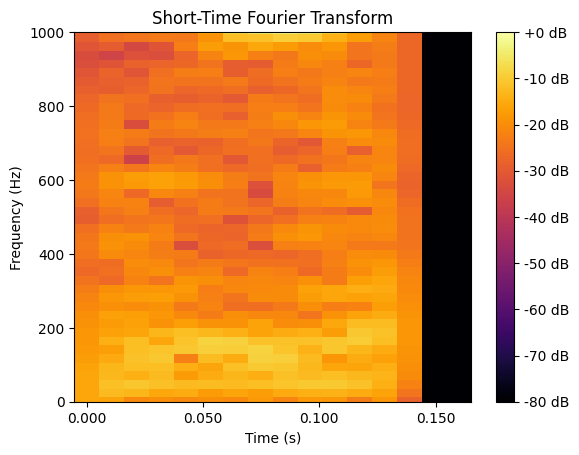 Short-Time Fourier Transform
1000
800
600
400
200
0
Frequency (Hz)
0.000
0.050
0.100
0.150
Time (s)
+0 dB
-10 dB
-20 dB
-30 dB
-40 dB
-50 dB
-60 dB
-70 dB
-80 dB